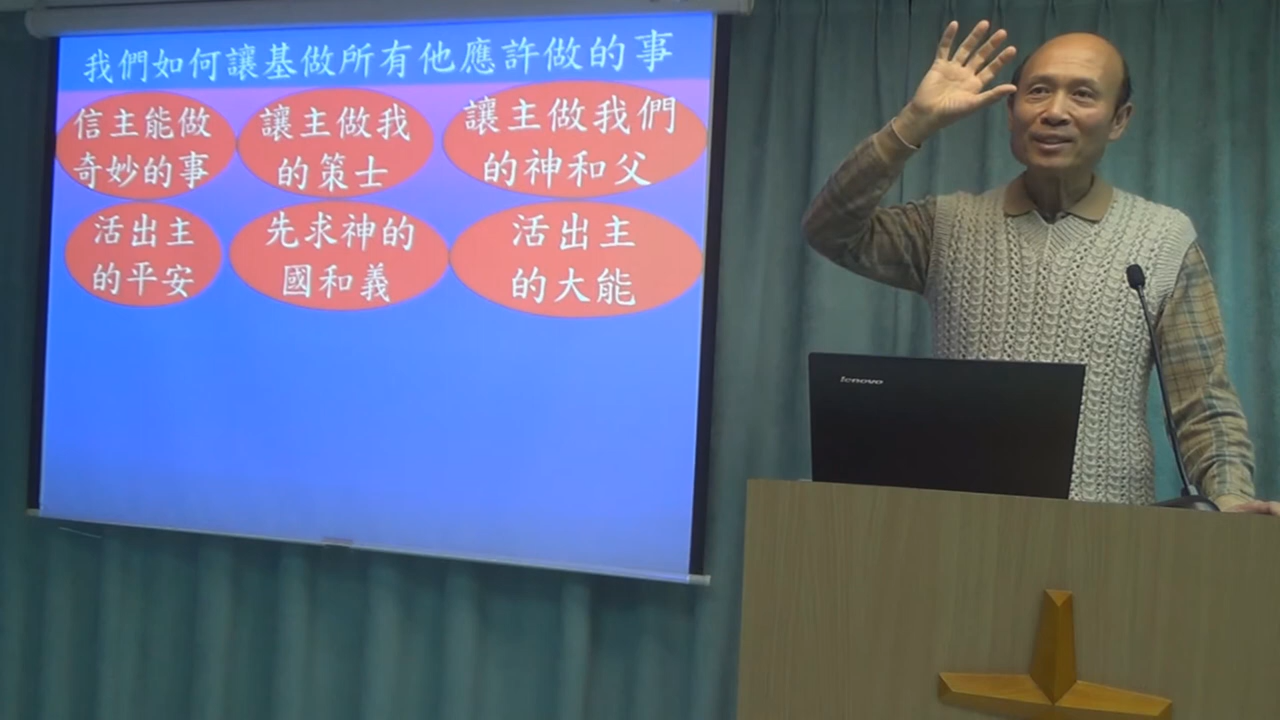 我們如何讓基做所有他應許做的事
信主能做
奇妙的事
讓主做我
的策士
讓主做我們
的神和父
活出主
的平安
先求神的
國和義
活出主
的大能
lenovo